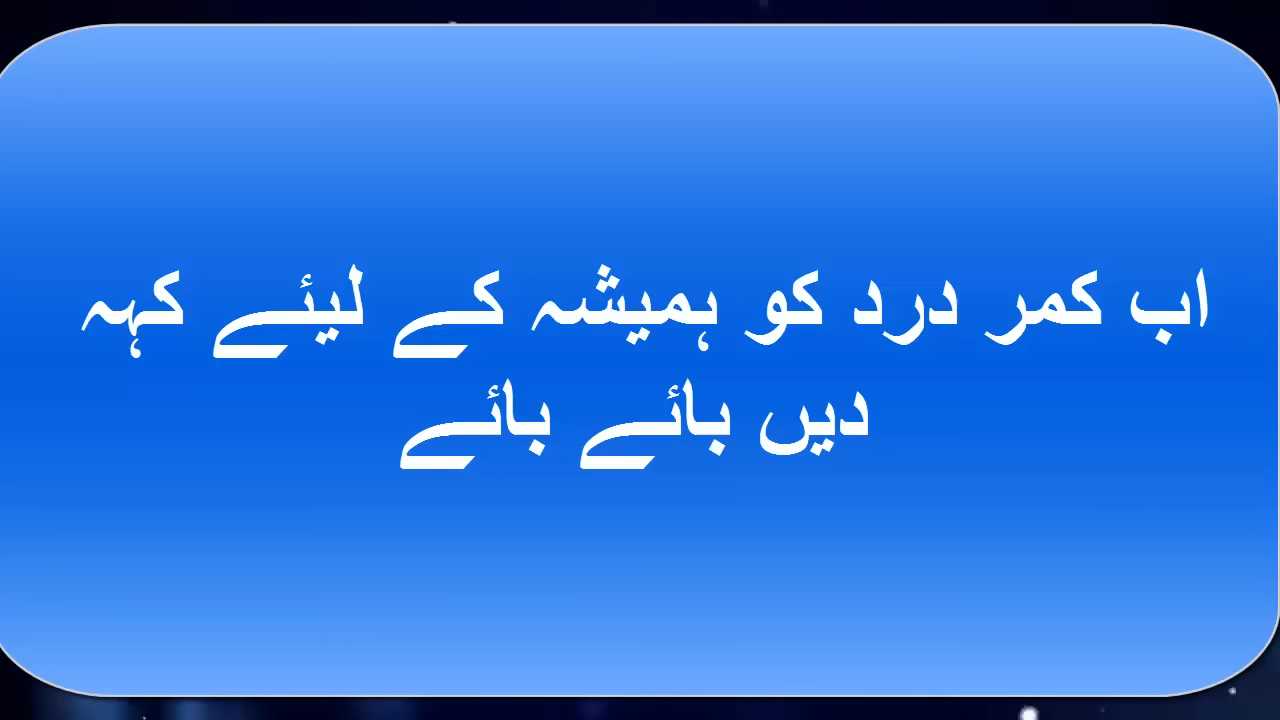 اب کمر درد کو ہمیشہ کے لیئے کہہ
دیں بائے بائے